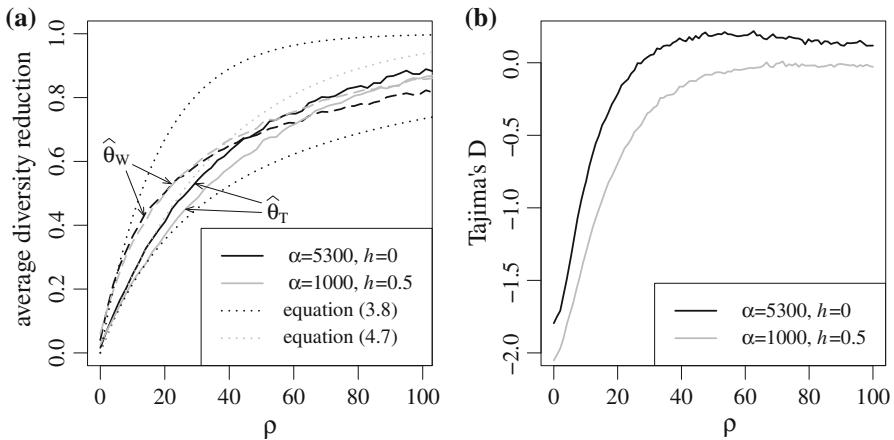 (a)
average diversity reduction
1.0
0.8
0.6
0.4
0.2
0.0
θ̂W
θ̂T
α=5300, h=0
α=1000, h=0.5
equation (3.8)
equation (4.7)
0 20 40 60 80 100
ρ
(b)
Tajima's D
0.0
−0.5
−1.0
−1.5
−2.0
α=5300, h=0
α=1000, h=0.5
0 20 40 60 80 100
ρ